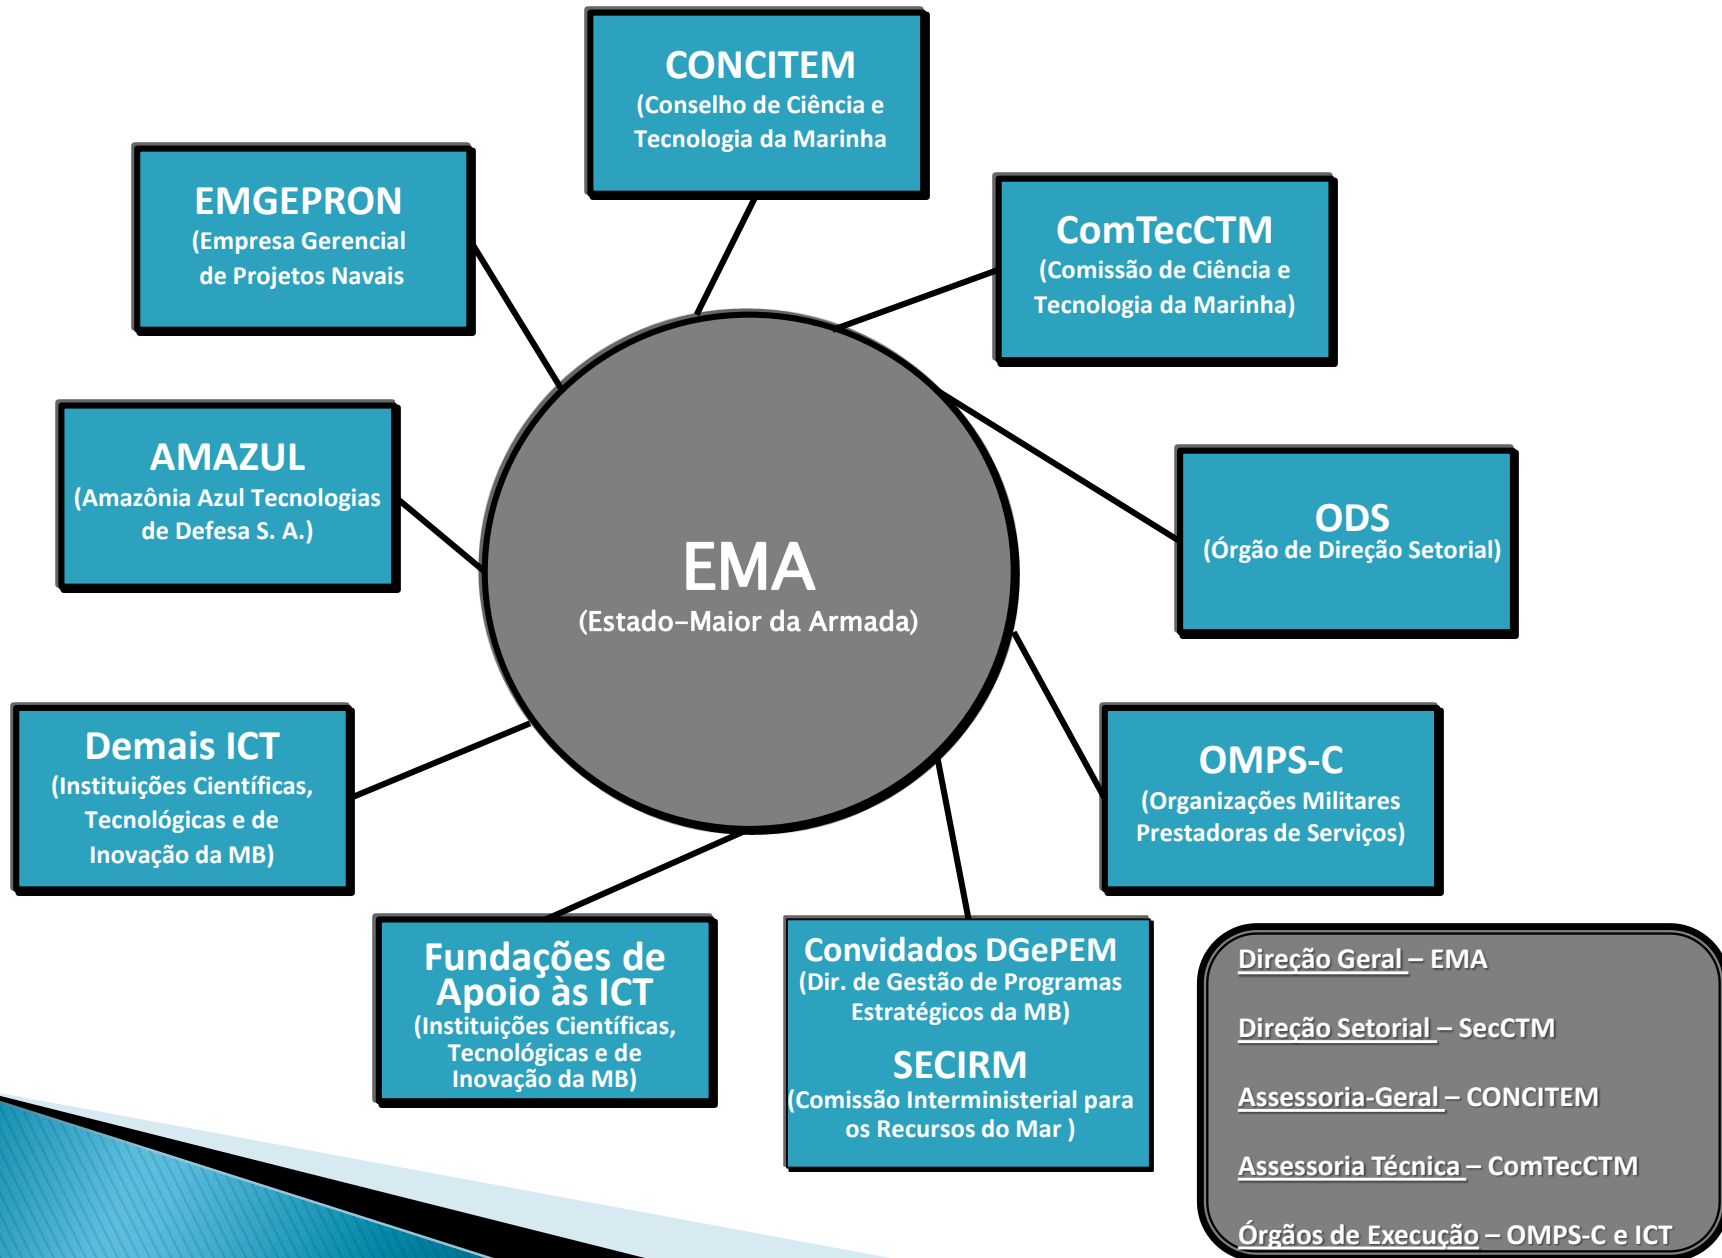 CONCITEM
(Conselho de Ciência e
Tecnologia da Marinha
EMGEPRON
(Empresa Gerencial
de Projetos Navais
ComTecCTM
(Comissão de Ciência e
Tecnologia da Marinha)
AMAZUL
(Amazônia Azul Tecnologias
de Defesa S. A.)
ODS
(Órgão de Direção Setorial)
EMA
(Estado-Maior da Armada)
Demais ICT
(Instituições Científicas,
Tecnológicas e de
Inovação da MB)
OMPS-C
(Organizações Militares
Prestadoras de Serviços)
Fundações de
Apoio às ICT
(Instituições Científicas,
Tecnológicas e de
Inovação da MB)
Convidados DGePEM
(Dir. de Gestão de Programas
Estratégicos da MB)
SECIRM
(Comissão Interministerial para
os Recursos do Mar )
Direção Geral – EMA
Direção Setorial – SecCTM
Assessoria-Geral – CONCITEM
Assessoria Técnica – ComTecCTM
Órgãos de Execução – OMPS-C e ICT